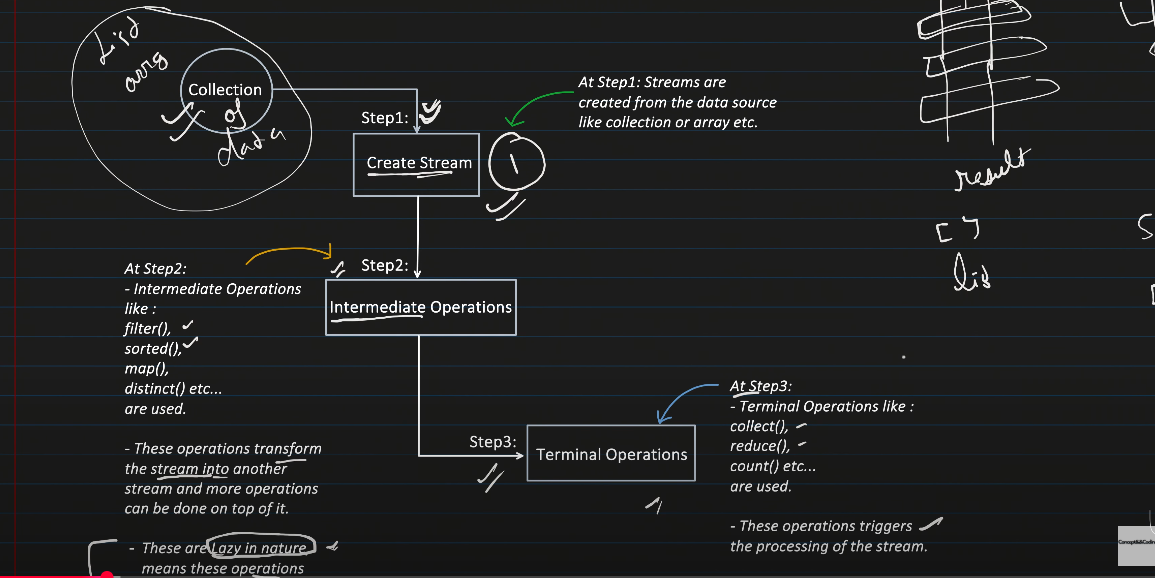 List
arrg
Collection
of
data
Step1:
Create Stream
1
At Step1: Streams are
created from the data source
like collection or array etc.
result
[ ]
lis
At Step2:
- Intermediate Operations
like :
filter(),
sorted(),
map(),
distinct() etc...
are used.
- These operations transform
the stream into another
stream and more operations
can be done on top of it.
- These are Lazy in nature
means these operations
Step2:
Intermediate Operations
Step3:
Terminal Operations
At Step3:
- Terminal Operations like :
collect(),
reduce(),
count() etc...
are used.
- These operations triggers
the processing of the stream.
Concept&&Coding